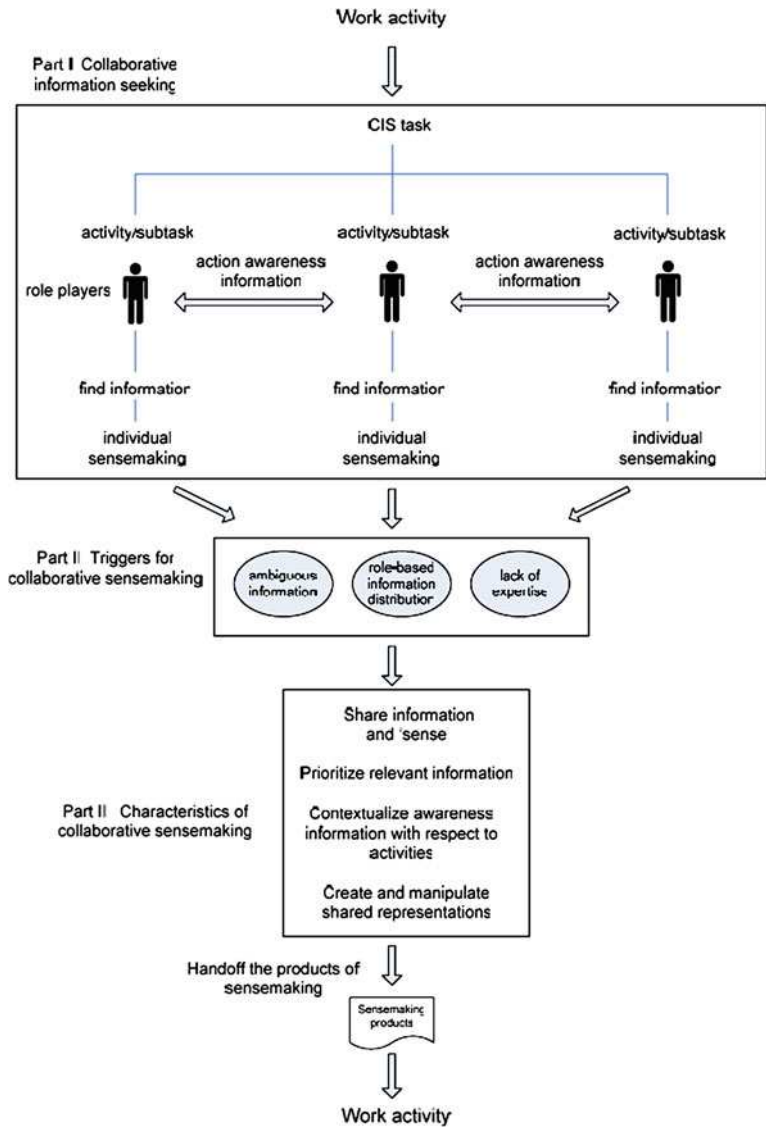 Work activity
Part I Collaborative
information seeking
CIS task
activity/subtask
activity/subtask
activity/subtask
role players
action awareness
information
action awareness
information
find information
find information
find information
individual
sensemaking
individual
sensemaking
individual
sensemaking
Part II Triggers for
collaborative sensemaking
ambiguous
information
role-based
information
distribution
lack of
expertise
Part II Characteristics of
collaborative sensemaking
Share information
and 'sense
Prioritize relevant information
Contextualize awareness
information with respect to
activities
Create and manipulate
shared representations
Handoff the products of
sensemaking
Sensemaking
products
Work activity